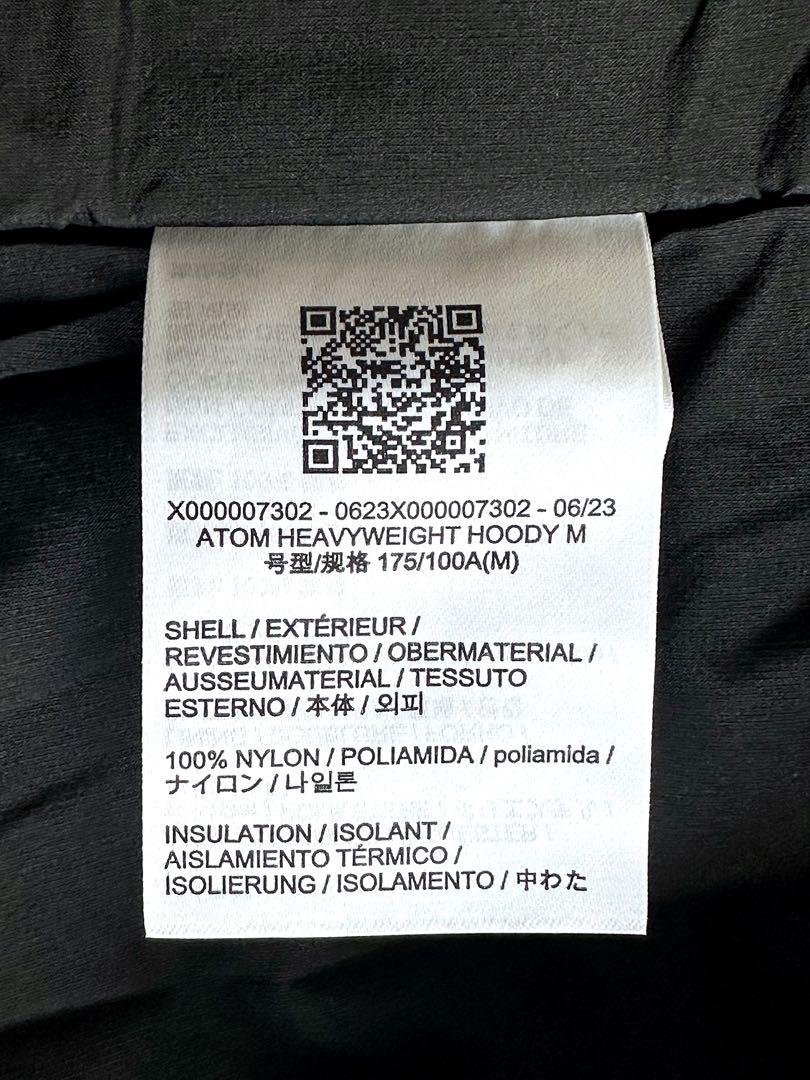 X000007302 - 0623X000007302 - 06/23
ATOM HEAVYWEIGHT HOODY M
号型/规格 175/100A(M)
SHELL / EXTÉRIEUR /
REVESTIMIENTO / OBERMATERIAL /
AUSSEUMATERIAL / TESSUTO
ESTERNO / 本体 / 외피
100% NYLON / POLIAMIDA / poliamida /
ナイロン / 나일론
INSULATION / ISOLANT /
AISLAMIENTO TÉRMICO /
ISOLIERUNG / ISOLAMENTO / 中わた